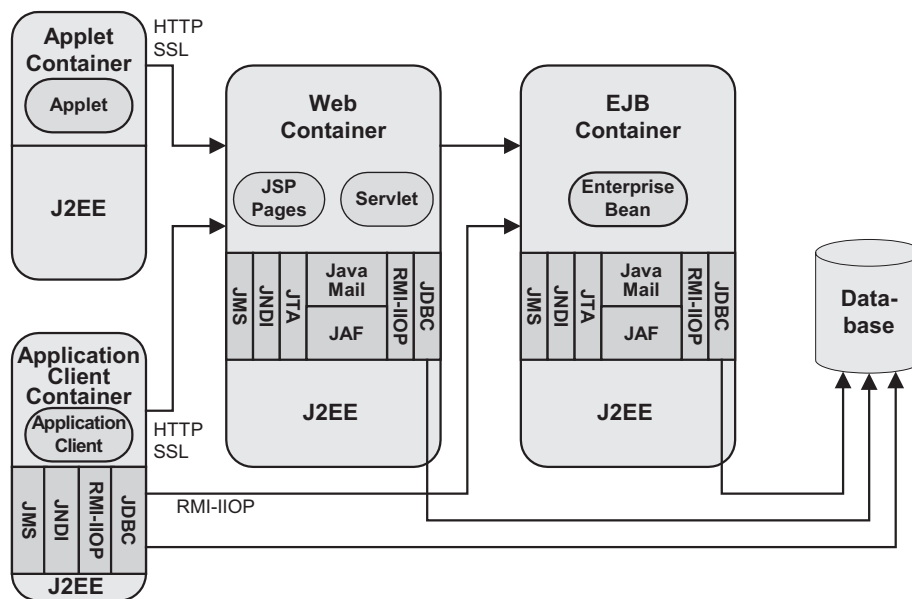 Applet
Container
Applet
J2EE
HTTP
SSL
Application
Client
Container
Application
Client
HTTP
SSL
JMS
JNDI
RMI-IIOP
JDBC
J2EE
RMI-IIOP
Web
Container
JSP
Pages
Servlet
JMS
JNDI
JTA
Java
Mail
JAF
RMI-IIOP
JDBC
J2EE
EJB
Container
Enterprise
Bean
JMS
JNDI
JTA
Java
Mail
JAF
RMI-IIOP
JDBC
J2EE
Data-
base